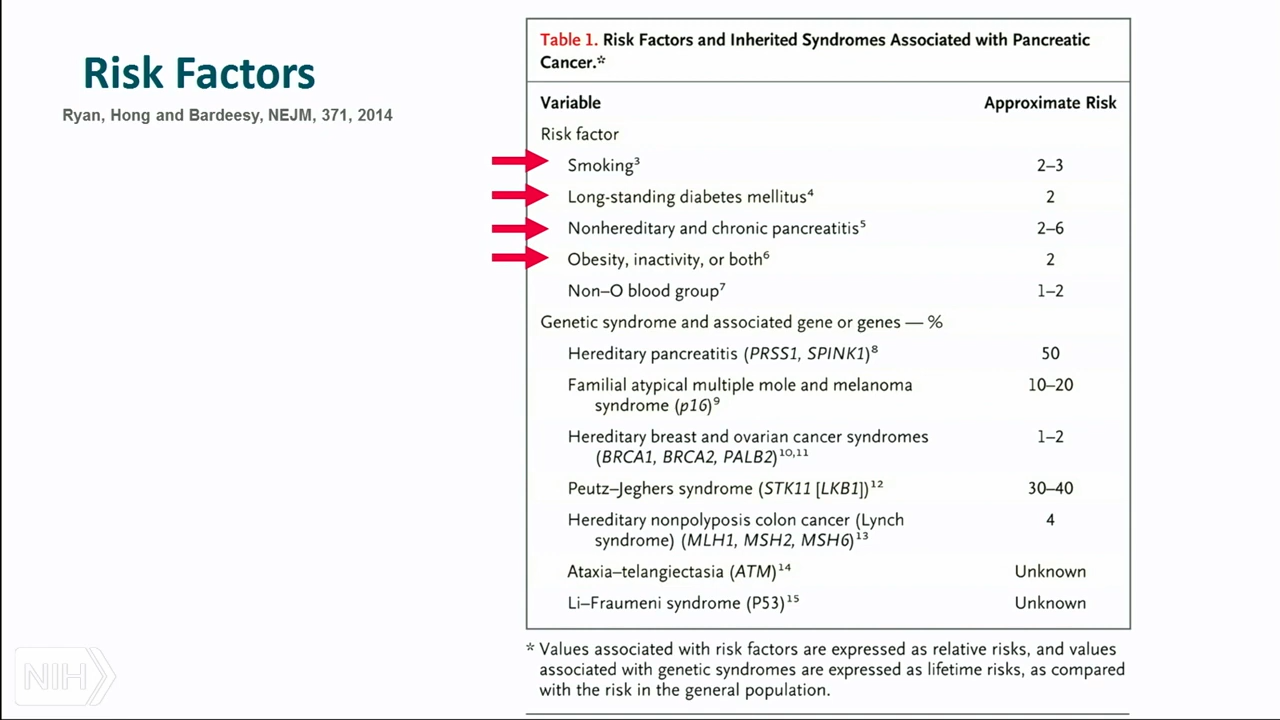 Risk Factors
Ryan, Hong and Bardeesy, NEJM, 371, 2014
Table 1. Risk Factors and Inherited Syndromes Associated with Pancreatic
Cancer.*
Variable Approximate Risk
Risk factor
Smoking³ 2–3
Long-standing diabetes mellitus⁴ 2
Nonhereditary and chronic pancreatitis⁵ 2–6
Obesity, inactivity, or both⁶ 2
Non–O blood group⁷ 1–2
Genetic syndrome and associated gene or genes — %
Hereditary pancreatitis (PRSS1, SPINK1)⁸ 50
Familial atypical multiple mole and melanoma 10–20
syndrome (p16)⁹
Hereditary breast and ovarian cancer syndromes 1–2
(BRCA1, BRCA2, PALB2)¹⁰,¹¹
Peutz–Jeghers syndrome (STK11 [LKB1])¹² 30–40
Hereditary nonpolyposis colon cancer (Lynch 4
syndrome) (MLH1, MSH2, MSH6)¹³
Ataxia–telangiectasia (ATM)¹⁴ Unknown
Li–Fraumeni syndrome (P53)¹⁵ Unknown
* Values associated with risk factors are expressed as relative risks, and values
associated with genetic syndromes are expressed as lifetime risks, as compared
with the risk in the general population.
NIH